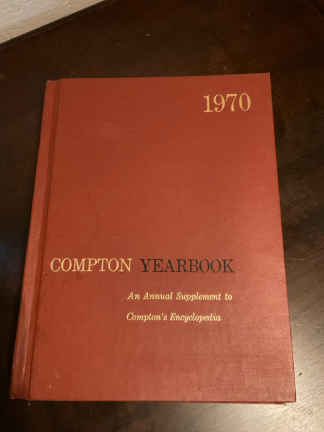 1970
COMPTON YEARBOOK
An Annual Supplement to
Compton's Encyclopedia